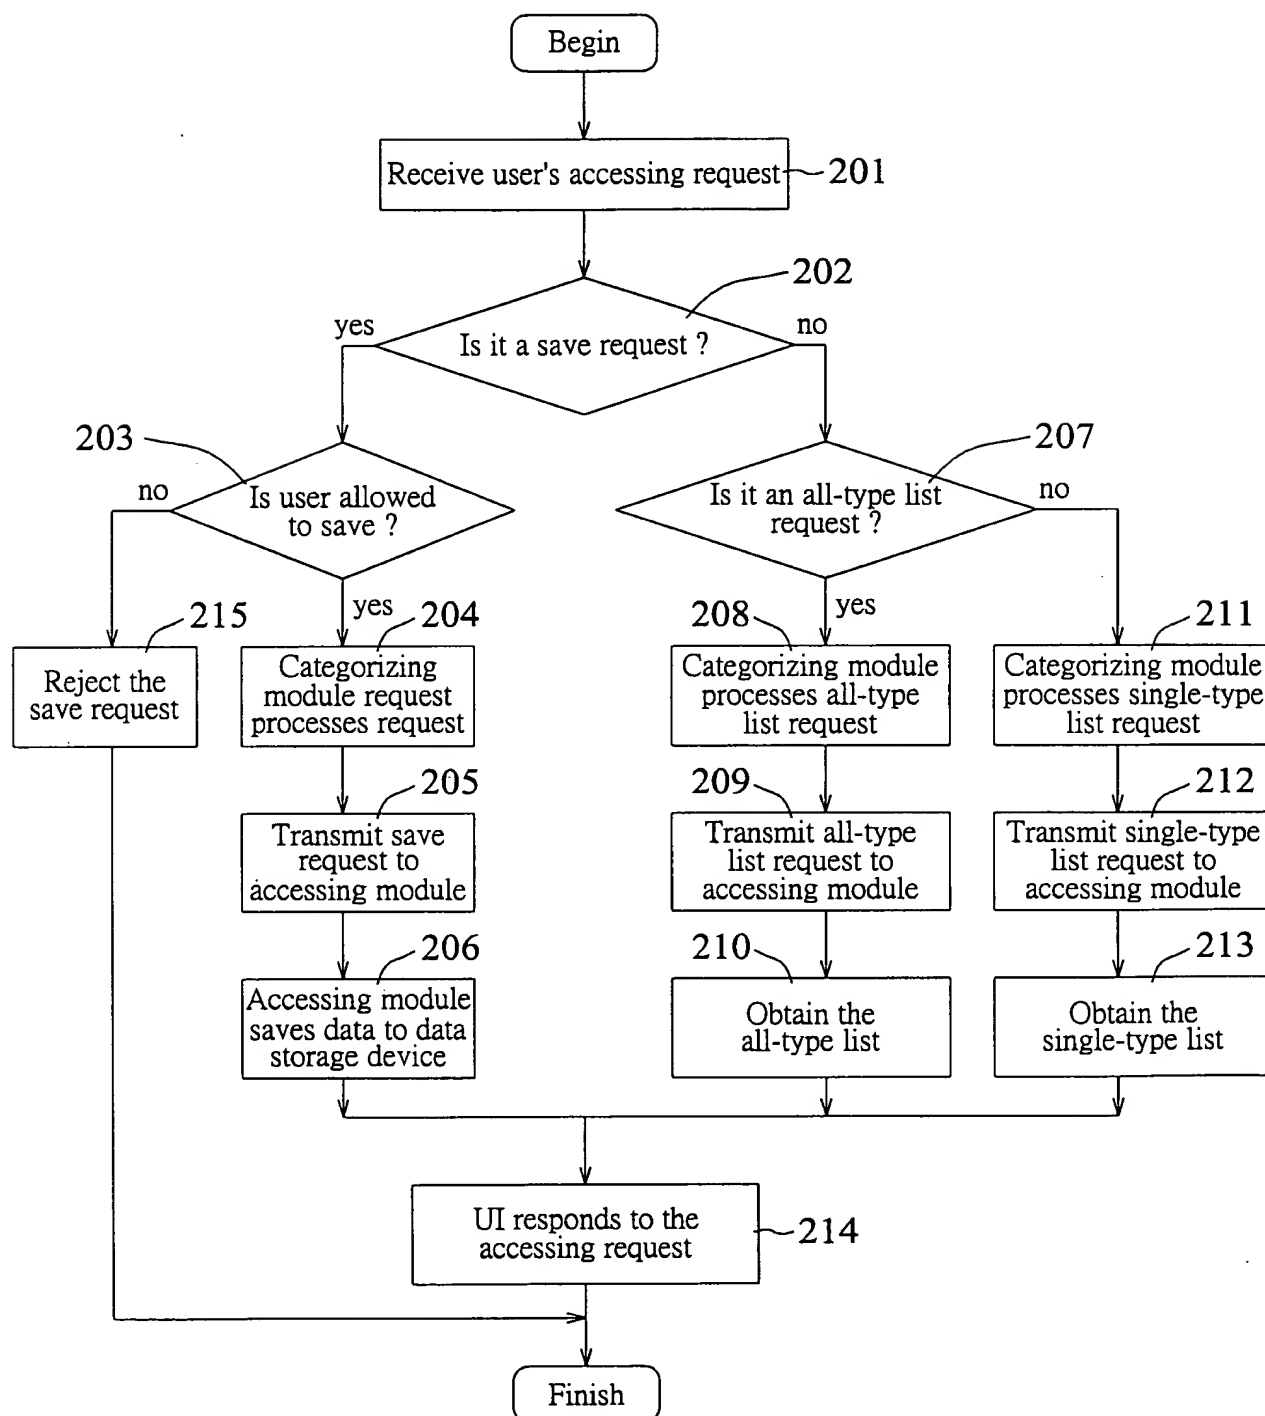 Begin
Receive user's accessing request
201
202
yes
Is it a save request ?
no
203
207
no
Is user allowed
to save ?
Is it an all-type list
request ?
no
yes
yes
215
204
208
211
Reject the
save request
Categorizing
module request
processes request
Categorizing module
processes all-type
list request
Categorizing module
processes single-type
list request
205
209
212
Transmit save
request to
accessing module
Transmit all-type
list request to
accessing module
Transmit single-type
list request to
accessing module
206
210
213
Accessing module
saves data to data
storage device
Obtain the
all-type list
Obtain the
single-type list
UI responds to the
accessing request
214
Finish